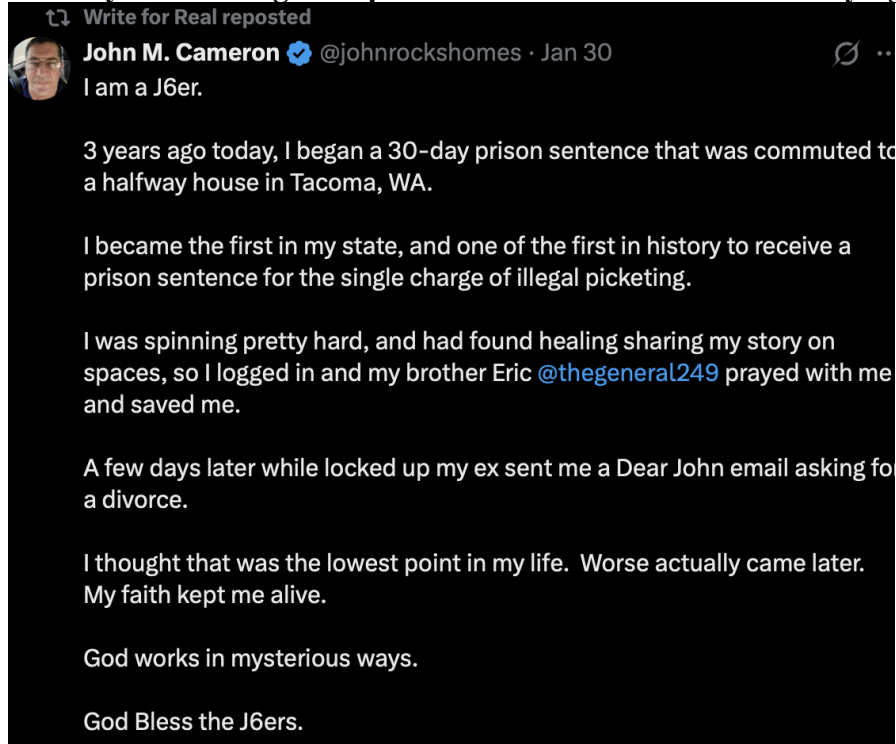 Write for Real reposted
John M. Cameron @johnrockshomes · Jan 30
I am a J6er.
3 years ago today, I began a 30-day prison sentence that was commuted to
a halfway house in Tacoma, WA.
I became the first in my state, and one of the first in history to receive a
prison sentence for the single charge of illegal picketing.
I was spinning pretty hard, and had found healing sharing my story on
spaces, so I logged in and my brother Eric @thegeneral249 prayed with me
and saved me.
A few days later while locked up my ex sent me a Dear John email asking for
a divorce.
I thought that was the lowest point in my life.  Worse actually came later.
My faith kept me alive.
God works in mysterious ways.
God Bless the J6ers.